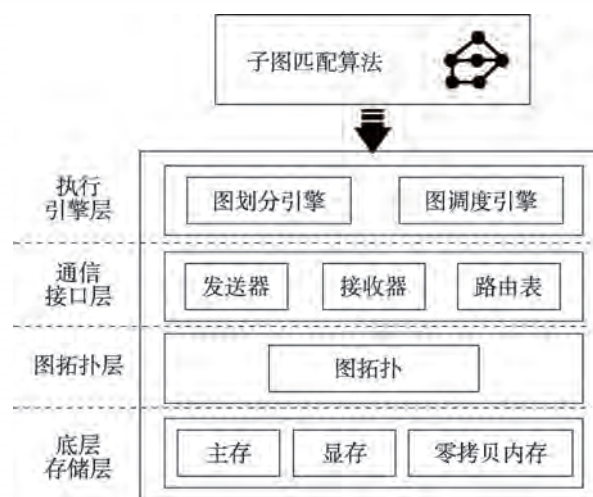 子图匹配算法
执行
引擎层
图划分引擎 图调度引擎
通信
接口层
发送器 接收器 路由表
图拓扑层
图拓扑
底层
存储层
主存 显存 零拷贝内存